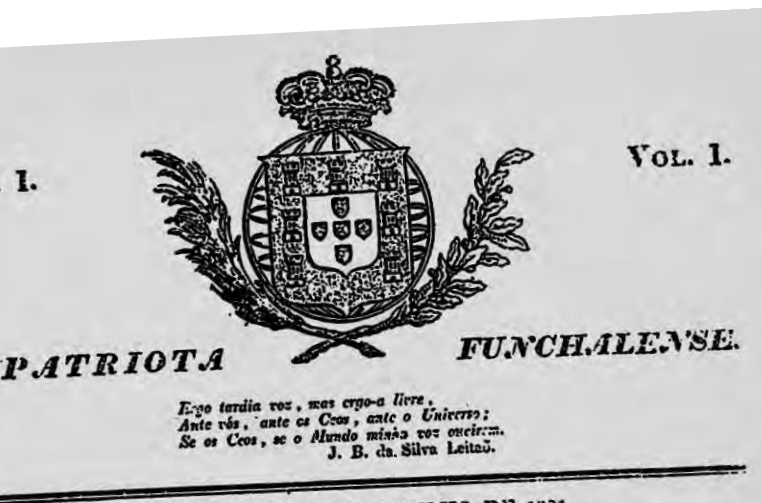 1.
VOL. 1.
PATRIOTA FUNCHALENSE.
Ergo tardia voz, mas ergo-a livre,
Ante vós, ante os Ceos, ante o Universo;
Se os Ceos, se o Mundo minha voz ouvirem.
J. B. da Silva Leitaõ.